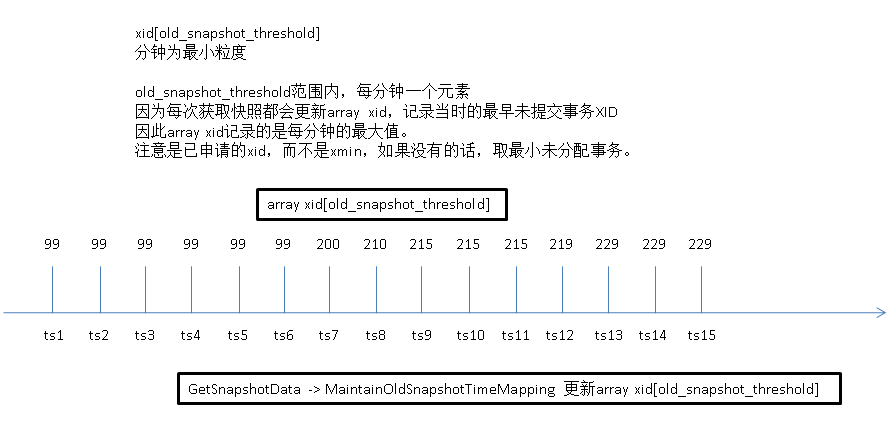 xid[old_snapshot_threshold]
分钟为最小粒度
old_snapshot_threshold范围内，每分钟一个元素
因为每次获取快照都会更新array xid，记录当时的最早未提交事务XID
因此array xid记录的是每分钟的最大值。
注意是已申请的xid，而不是xmin，如果没有的话，取最小未分配事务。
array xid[old_snapshot_threshold]
99 99 99 99 99 99 200 210 215 215 215 219 229 229 229
ts1 ts2 ts3 ts4 ts5 ts6 ts7 ts8 ts9 ts10 ts11 ts12 ts13 ts14 ts15
GetSnapshotData -> MaintainOldSnapshotTimeMapping 更新array xid[old_snapshot_threshold]